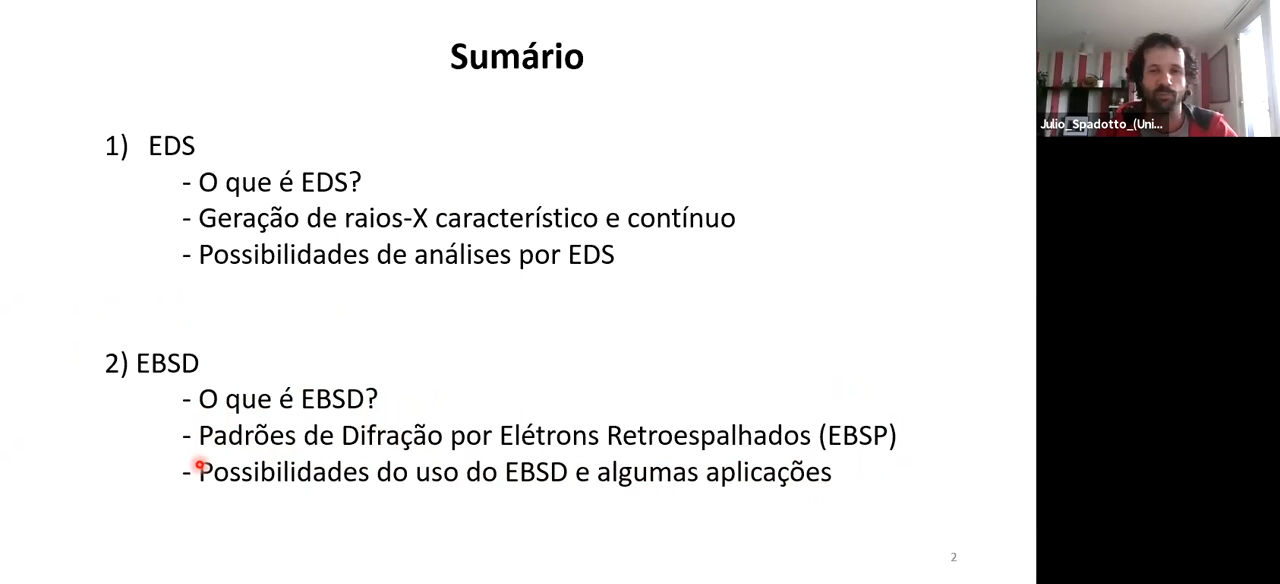 Sumário
1) EDS
- O que é EDS?
- Geração de raios-X característico e contínuo
- Possibilidades de análises por EDS
2) EBSD
- O que é EBSD?
- Padrões de Difração por Elétrons Retroespalhados (EBSP)
- Possibilidades do uso do EBSD e algumas aplicações
2
Julio_Spadotto_(Uni...